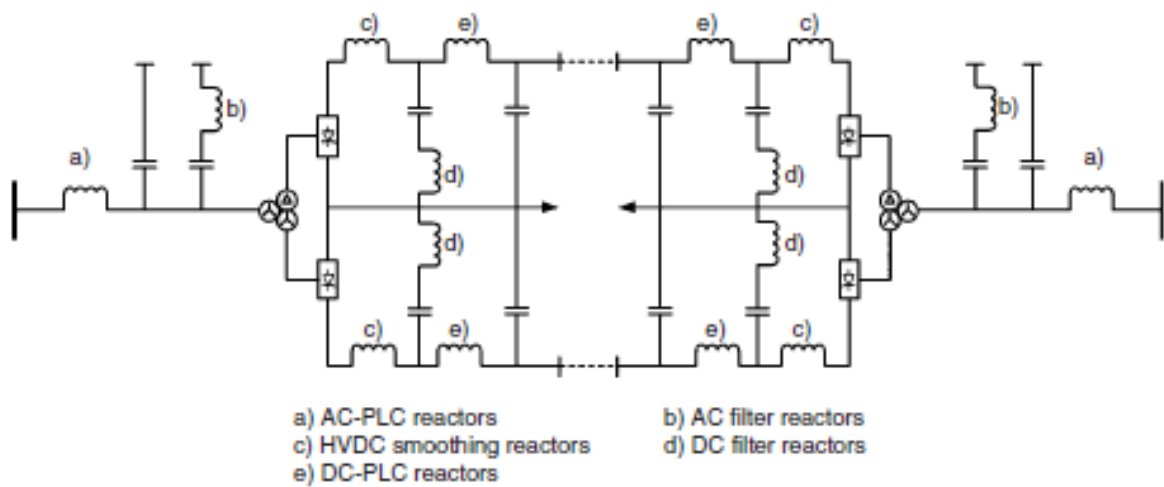 c) e) e) c)
b) b)
a) a)
d) d)
d) d)
c) e) e) c)
a) AC-PLC reactors b) AC filter reactors
c) HVDC smoothing reactors d) DC filter reactors
e) DC-PLC reactors